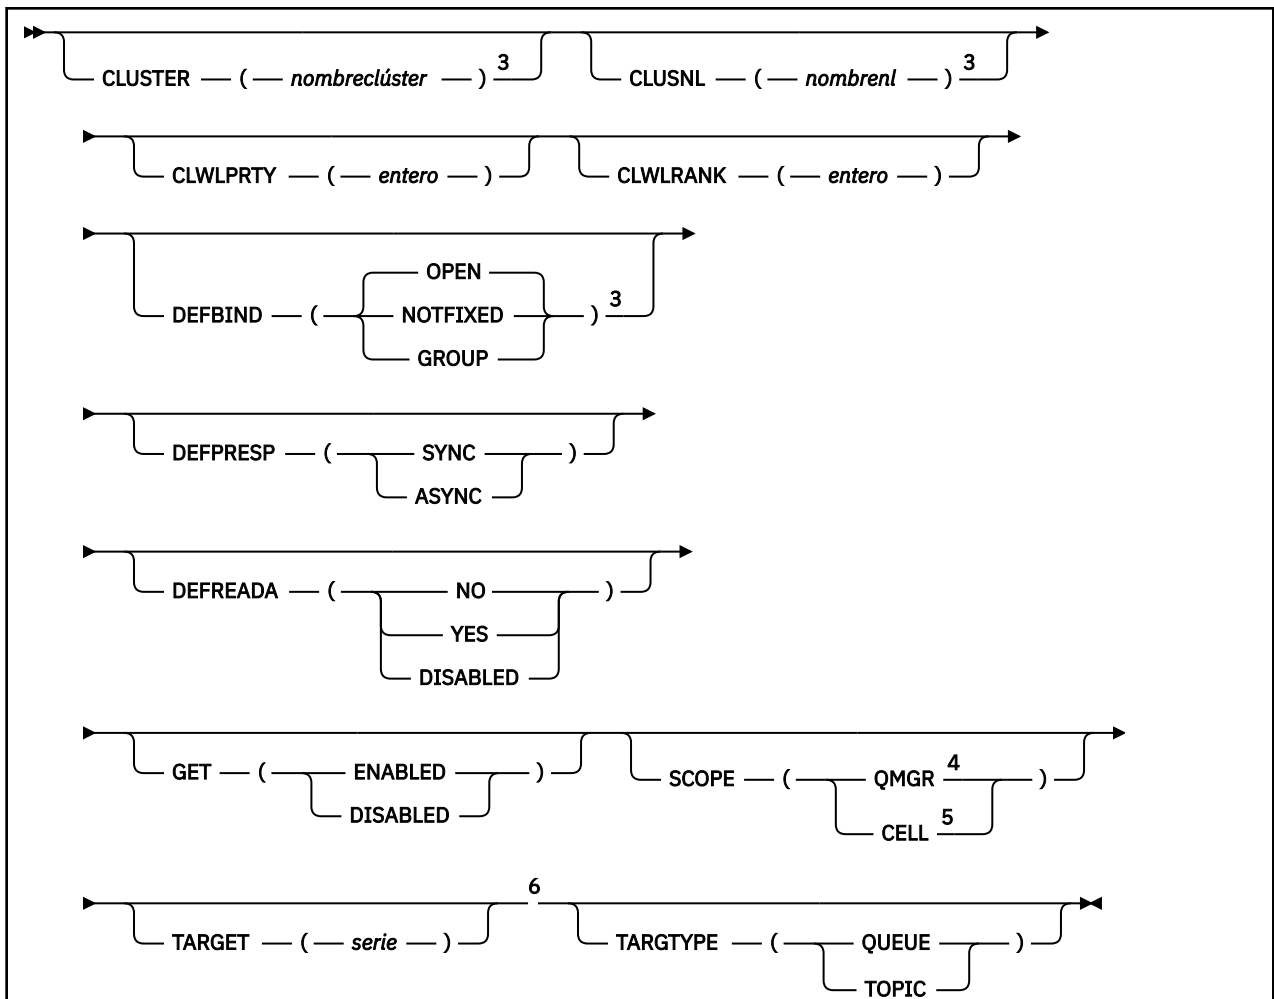 CLUSTER ( nombreclúster ) 3 CLUSNL ( nombrenl ) 3
CLWLPRTY ( entero ) CLWLRANK ( entero )
OPEN
DEFBIND ( NOTFIXED ) 3
GROUP
DEFPRESP ( SYNC )
ASYNC
DEFREADA ( NO )
YES
DISABLED
GET ( ENABLED ) SCOPE ( QMGR 4 )
DISABLED CELL 5
6
TARGET ( serie ) TARGTYPE ( QUEUE )
TOPIC